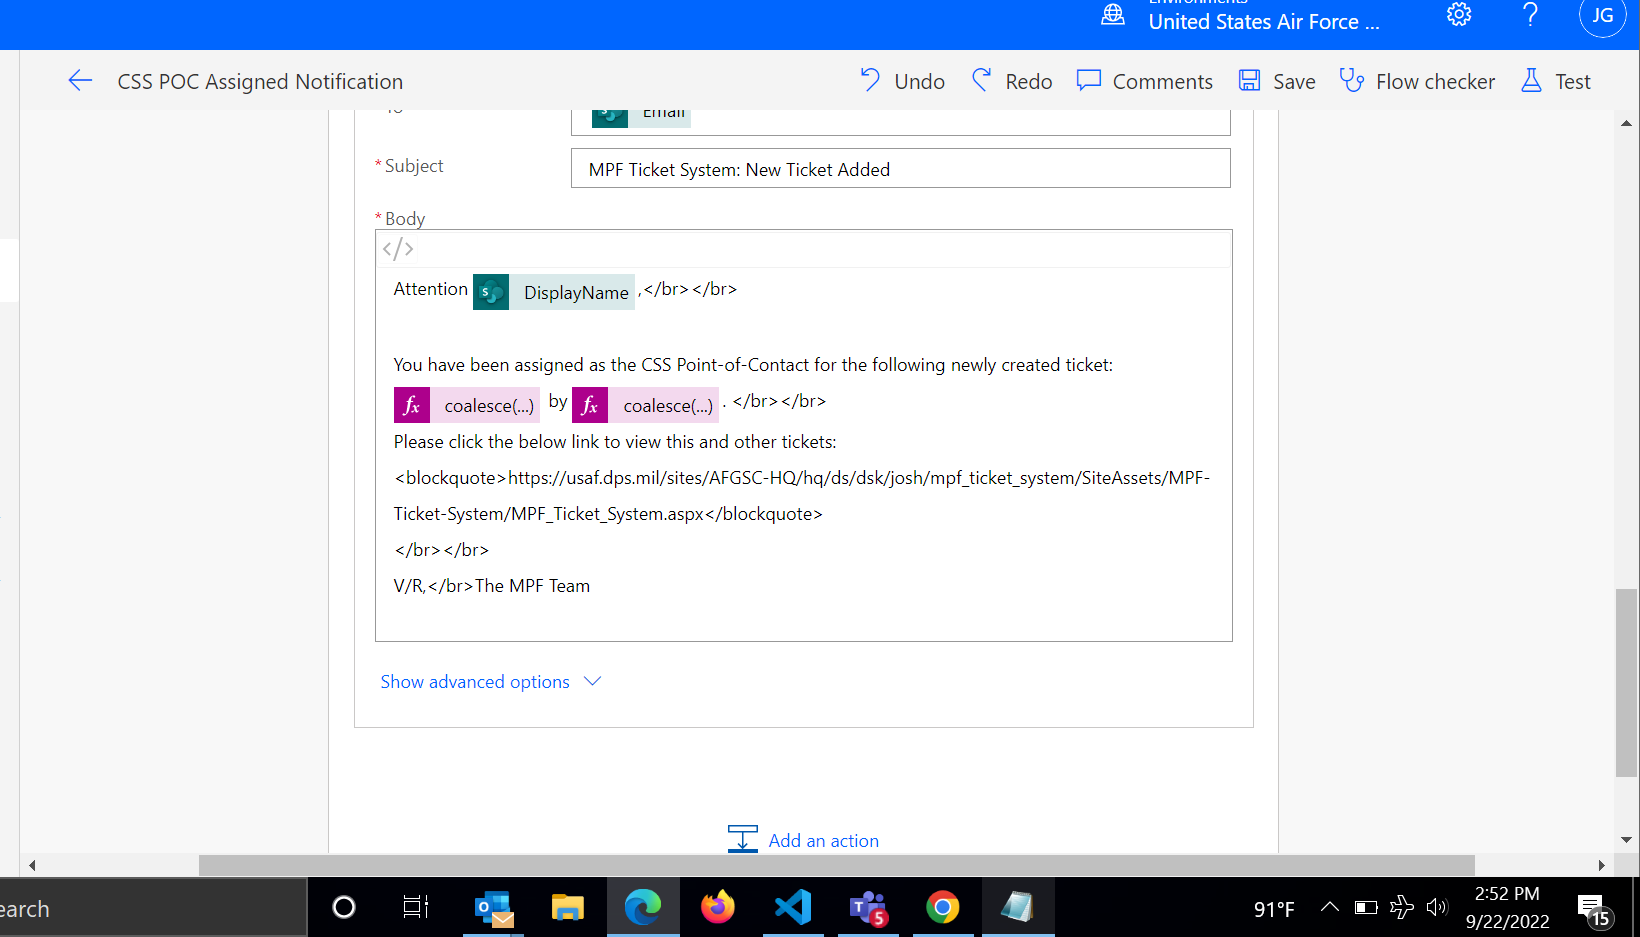 United States Air Force ...
JG
CSS POC Assigned Notification
Undo
Redo
Comments
Save
Flow checker
Test
Email
* Subject
MPF Ticket System: New Ticket Added
* Body
</>
Attention DisplayName ,</br></br>
You have been assigned as the CSS Point-of-Contact for the following newly created ticket:
fx coalesce(...) by fx coalesce(...) . </br></br>
Please click the below link to view this and other tickets:
<blockquote>https://usaf.dps.mil/sites/AFGSC-HQ/hq/ds/dsk/josh/mpf_ticket_system/SiteAssets/MPF-
Ticket-System/MPF_Ticket_System.aspx</blockquote>
</br></br>
V/R,</br>The MPF Team
Show advanced options
Add an action
earch
5
91°F
2:52 PM
9/22/2022
15